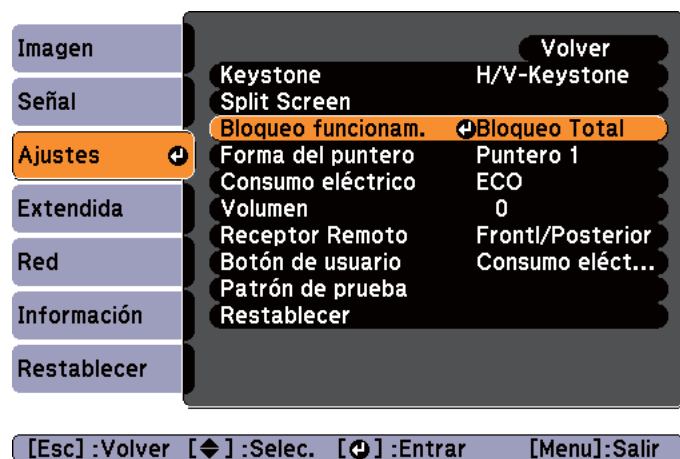 Imagen
Señal
Ajustes
Extendida
Red
Información
Restablecer
Volver
Keystone H/V-Keystone
Split Screen
Bloqueo funcionam. Bloqueo Total
Forma del puntero Puntero 1
Consumo eléctrico ECO
Volumen 0
Receptor Remoto Frontl/Posterior
Botón de usuario Consumo eléct...
Patrón de prueba
Restablecer
[Esc] :Volver [◆] :Selec. [⏎] :Entrar [Menu]:Salir